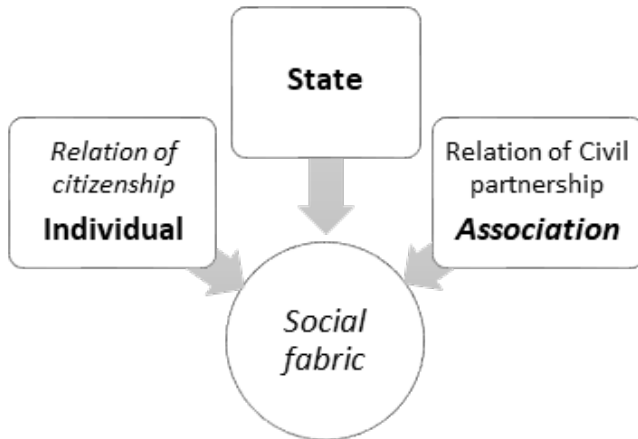 State
Relation of
citizenship
Individual
Relation of Civil
partnership
Association
Social
fabric